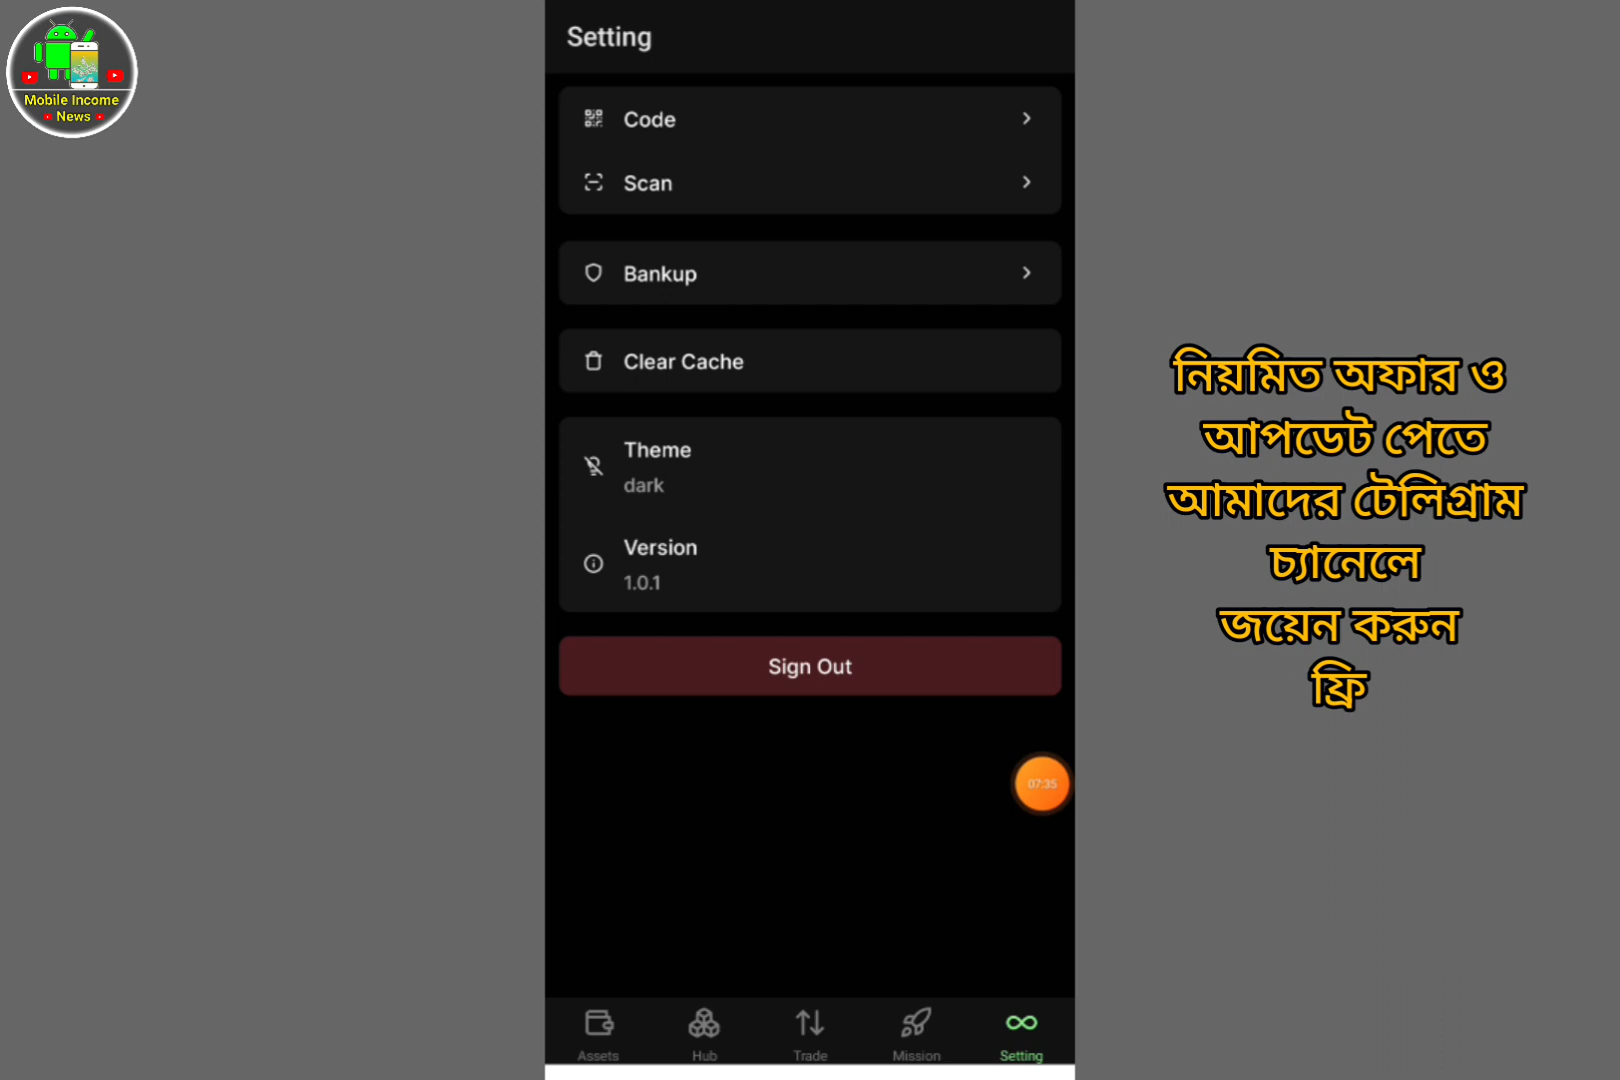 Mobile Income
News
Setting
Code
Scan
Bankup
Clear Cache
Theme
dark
Version
1.0.1
Sign Out
07:35
Assets
Hub
Trade
Mission
Setting
নিয়মিত অফার ও
আপডেট পেতে
আমাদের টেলিগ্রাম
চ্যানেলে
জয়েন করুন
ফ্রি